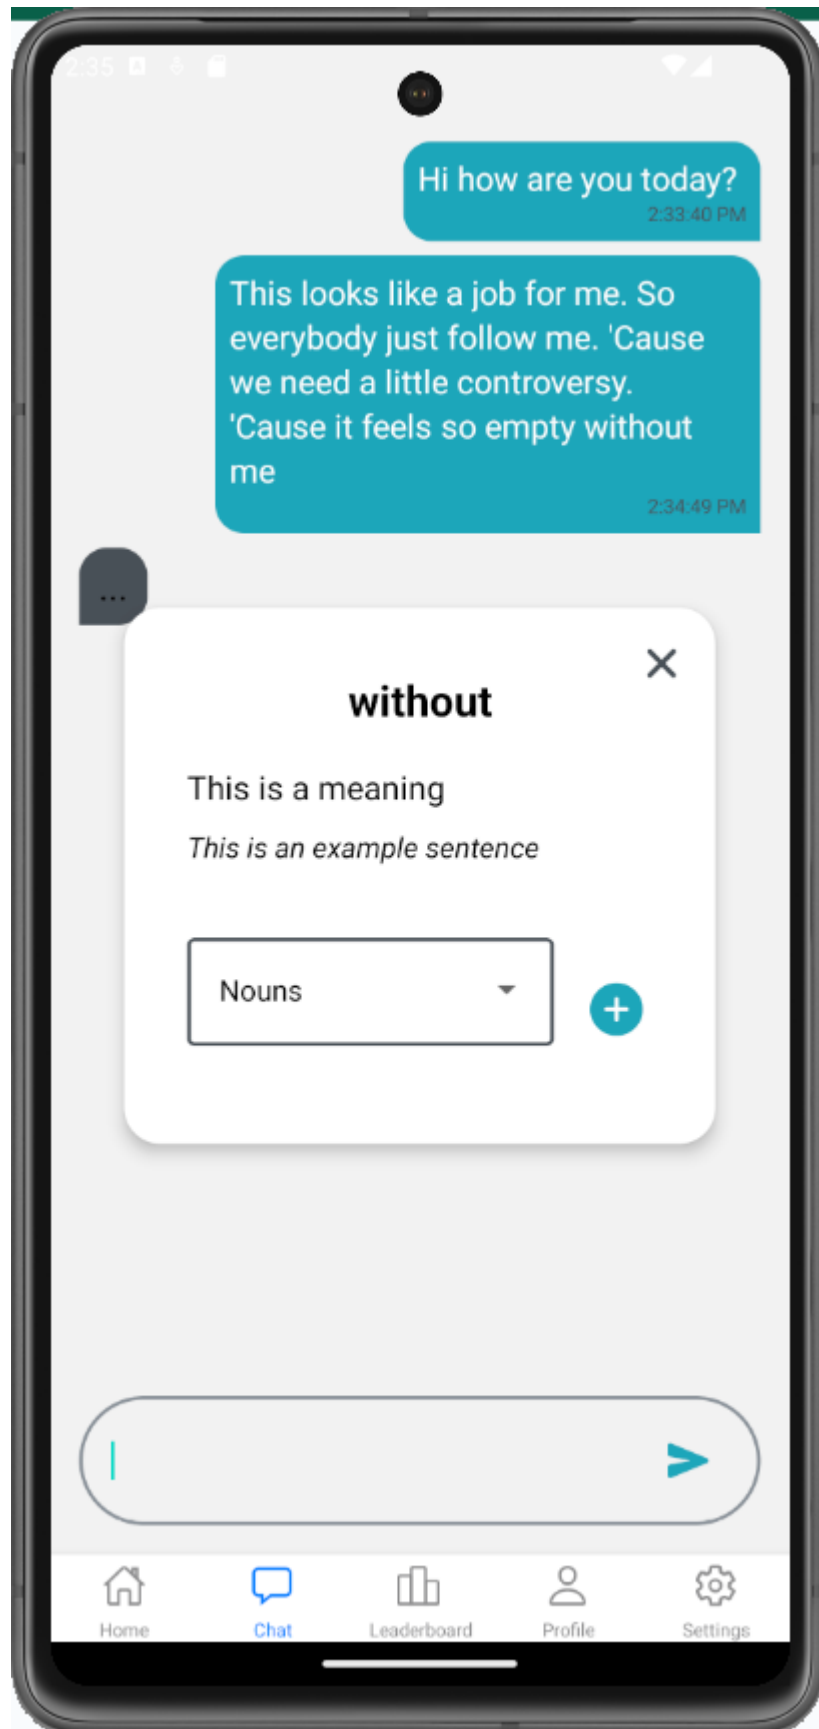 2:35
Hi how are you today?
2:33:40 PM
This looks like a job for me. So
everybody just follow me. 'Cause
we need a little controversy.
'Cause it feels so empty without
me
2:34:49 PM
...
without
This is a meaning
This is an example sentence
Nouns
Home
Chat
Leaderboard
Profile
Settings